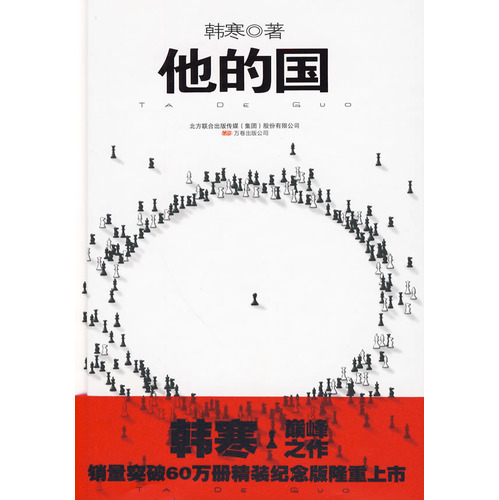 韩寒◎著
他的国
TA DE GUO
北方联合出版传媒（集团）股份有限公司
万卷出版公司
韩寒 巅峰之作
销量突破60万册精装纪念版隆重上市
TA DE GUO